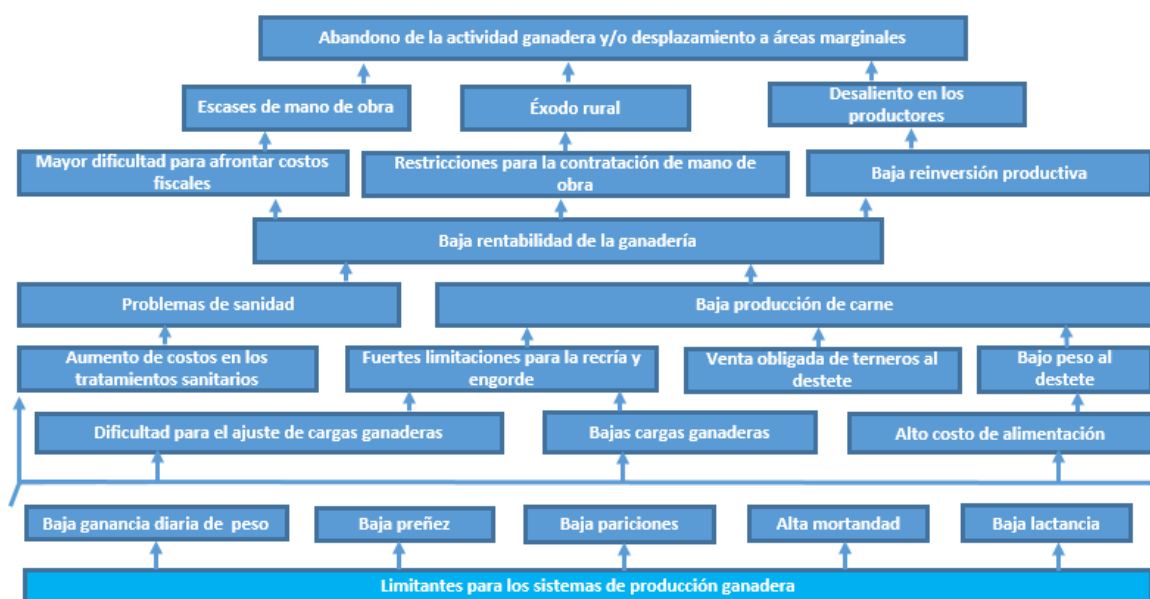 Abandono de la actividad ganadera y/o desplazamiento a áreas marginales
Escases de mano de obra
Éxodo rural
Desaliento en los
productores
Mayor dificultad para afrontar costos
fiscales
Restricciones para la contratación de mano de
obra
Baja reinversión productiva
Baja rentabilidad de la ganadería
Problemas de sanidad
Baja producción de carne
Aumento de costos en los
tratamientos sanitarios
Fuertes limitaciones para la recría y
engorde
Venta obligada de terneros al
destete
Bajo peso al
destete
Dificultad para el ajuste de cargas ganaderas
Bajas cargas ganaderas
Alto costo de alimentación
Baja ganancia diaria de peso
Baja preñez
Baja pariciones
Alta mortandad
Baja lactancia
Limitantes para los sistemas de producción ganadera